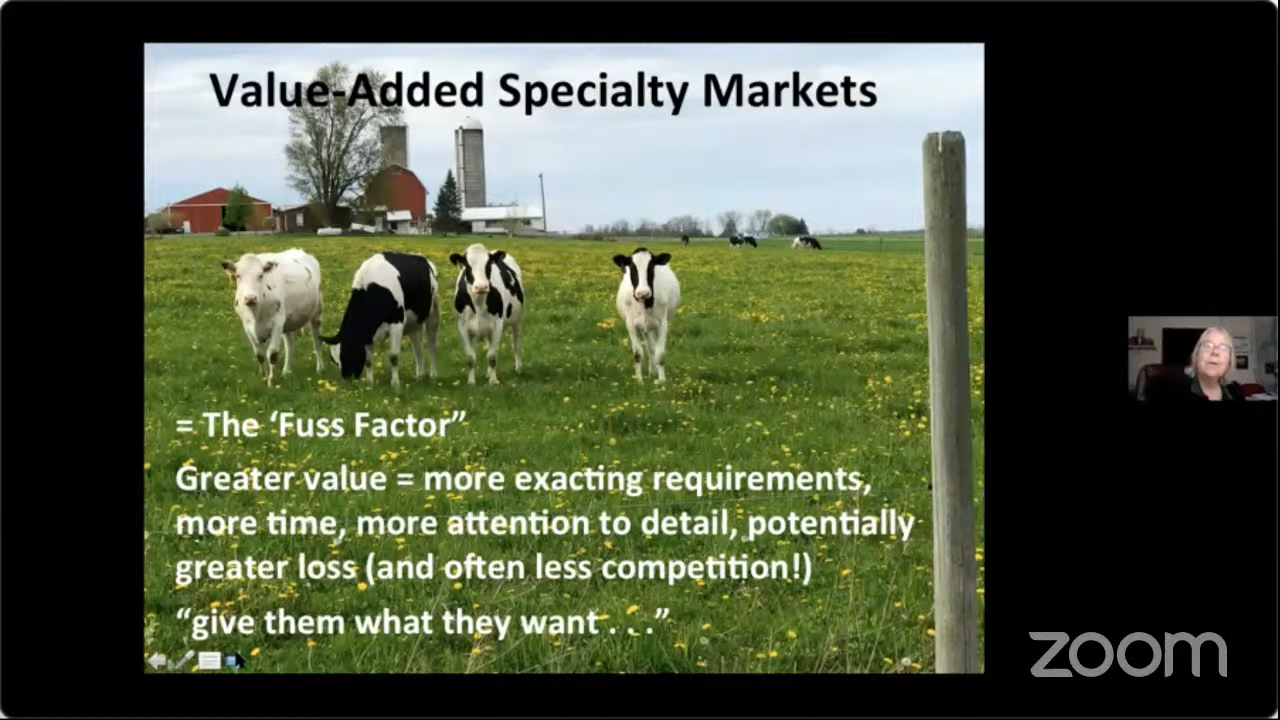 Value-Added Specialty Markets
= The ‘Fuss Factor”
Greater value = more exacting requirements,
more time, more attention to detail, potentially
greater loss (and often less competition!)
“give them what they want . . .”
zoom